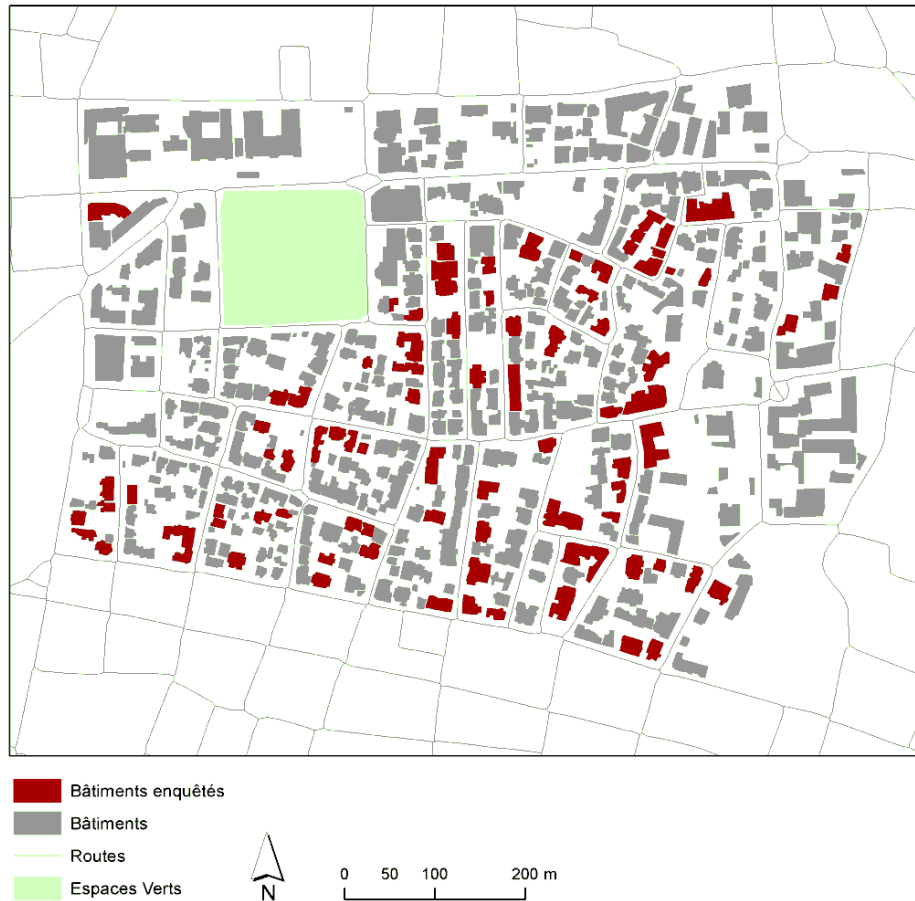 Bâtiments enquêtés
Bâtiments
Routes
Espaces Verts
N
0 50 100 200 m